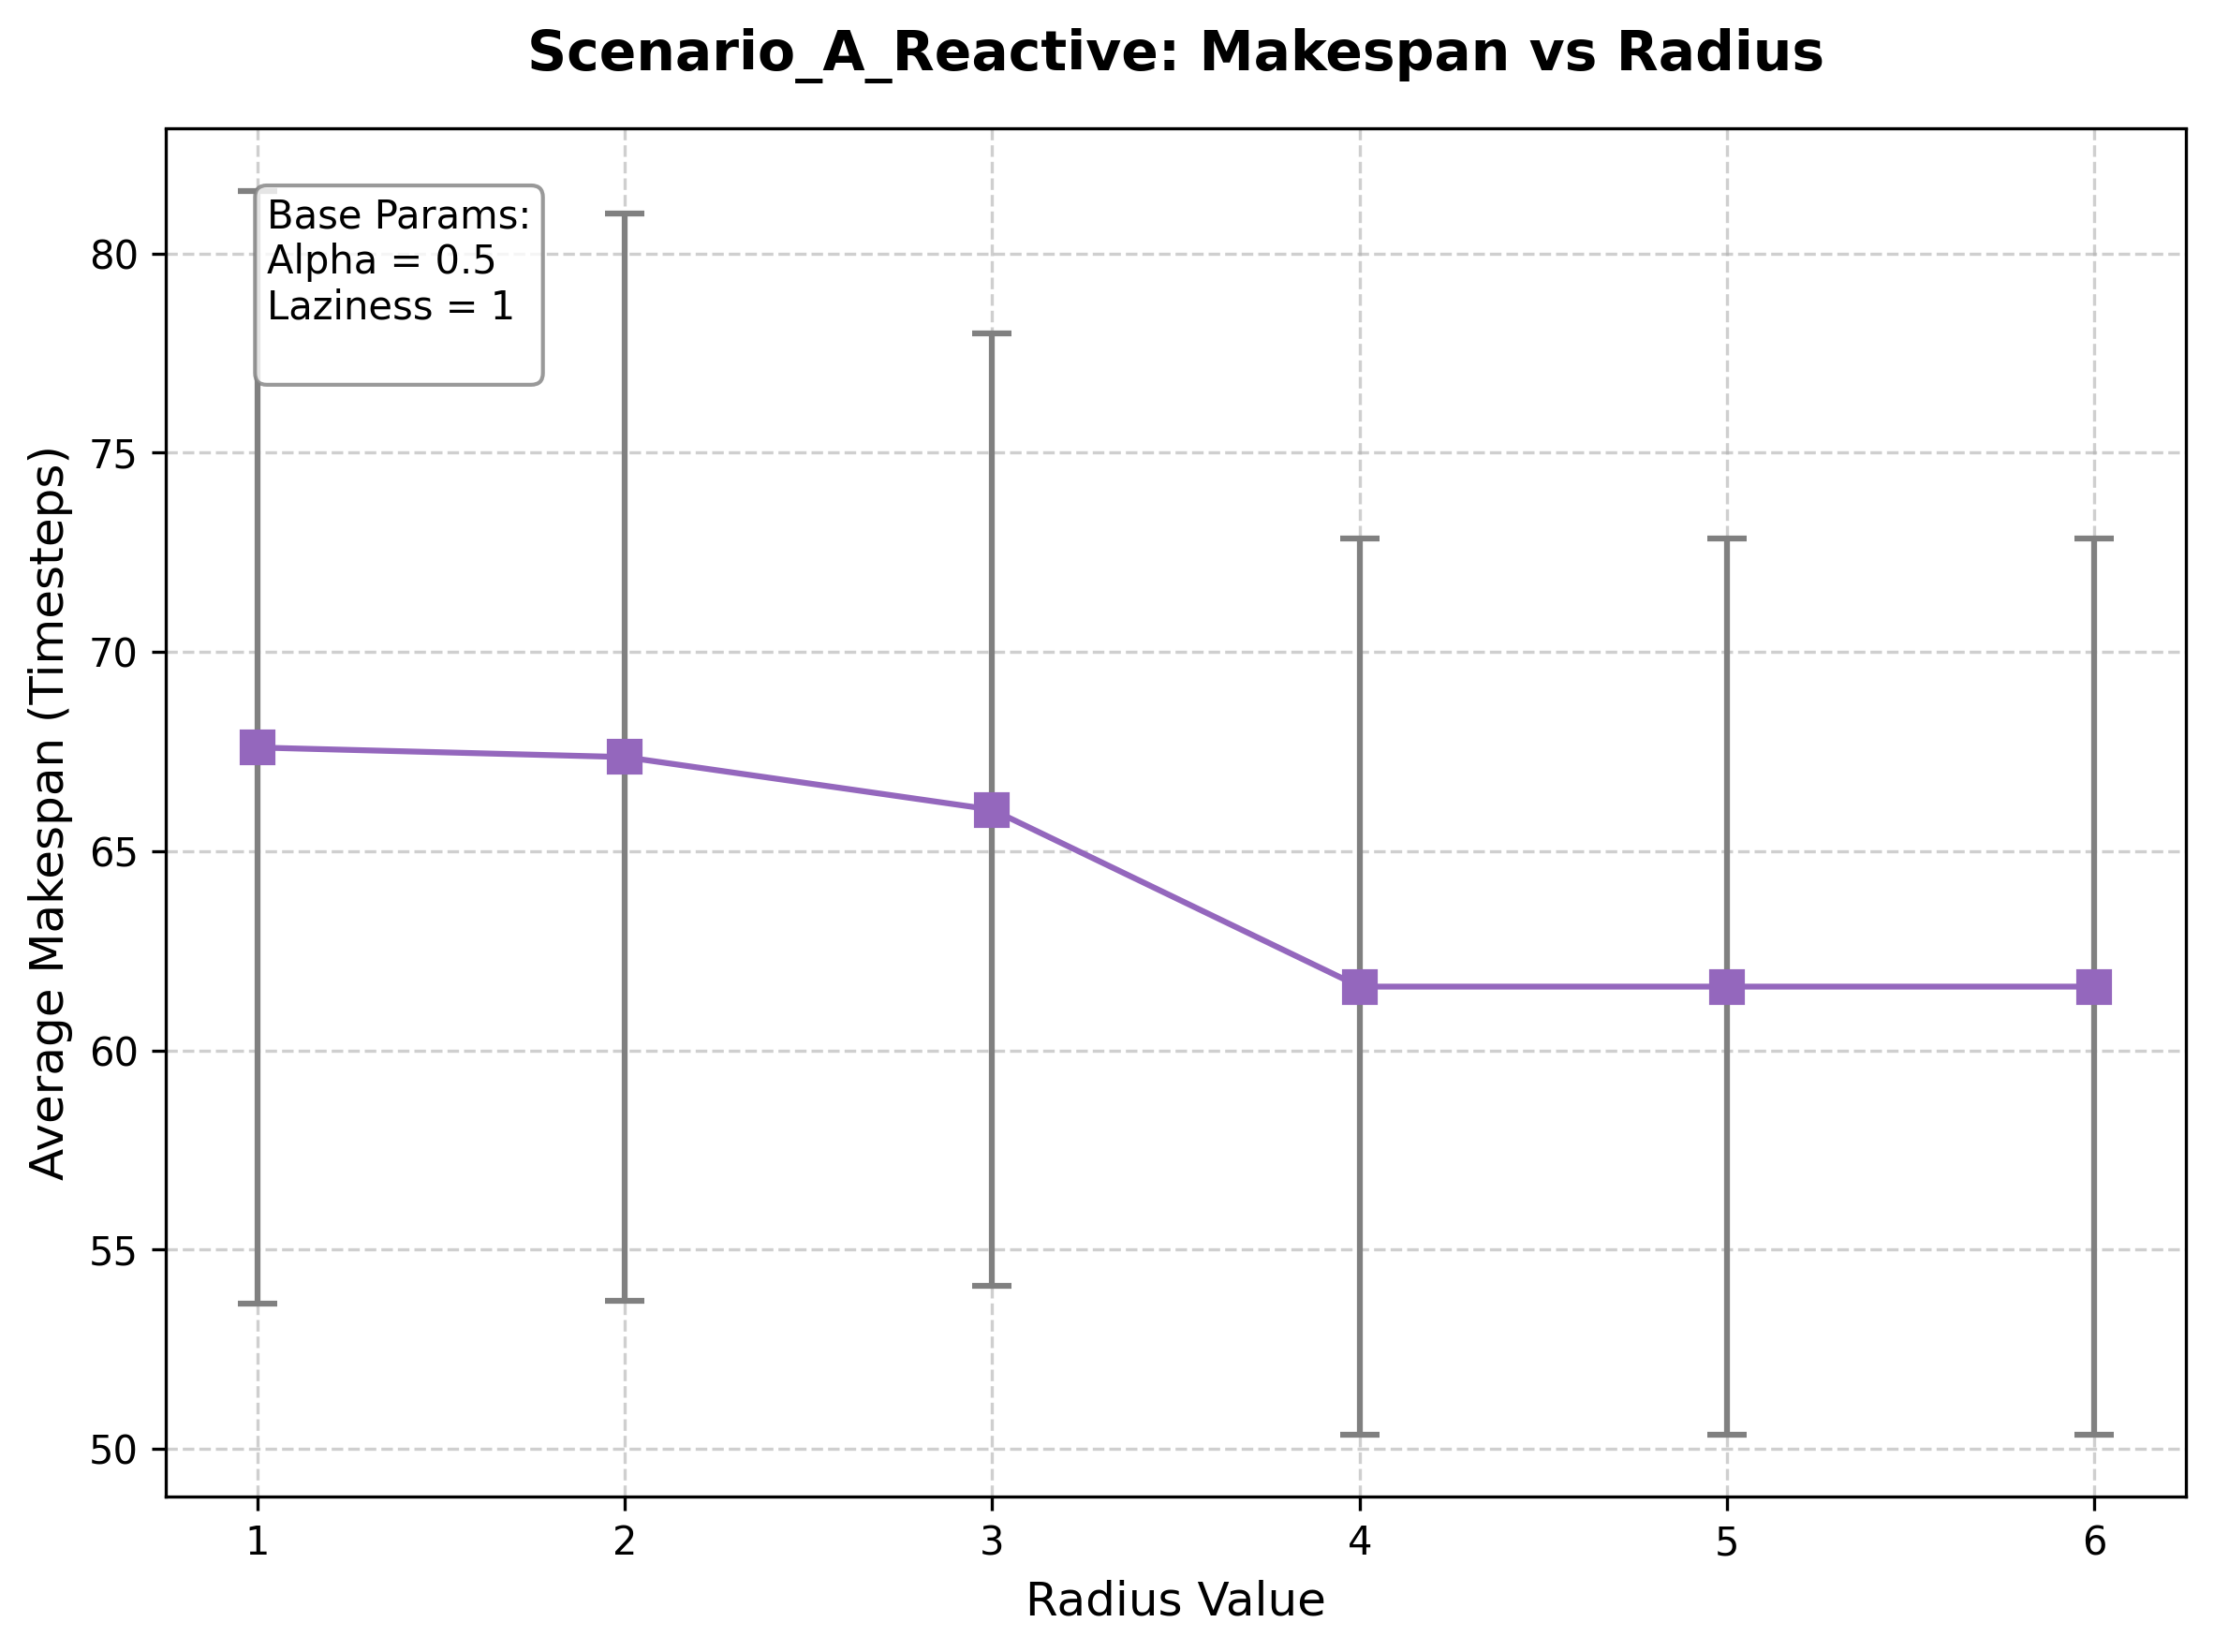 Scenario_A_Reactive: Makespan vs Radius
Base Params:
Alpha = 0.5
Laziness = 1
80
75
70
65
60
55
50
Average Makespan (Timesteps)
1 2 3 4 5 6
Radius Value